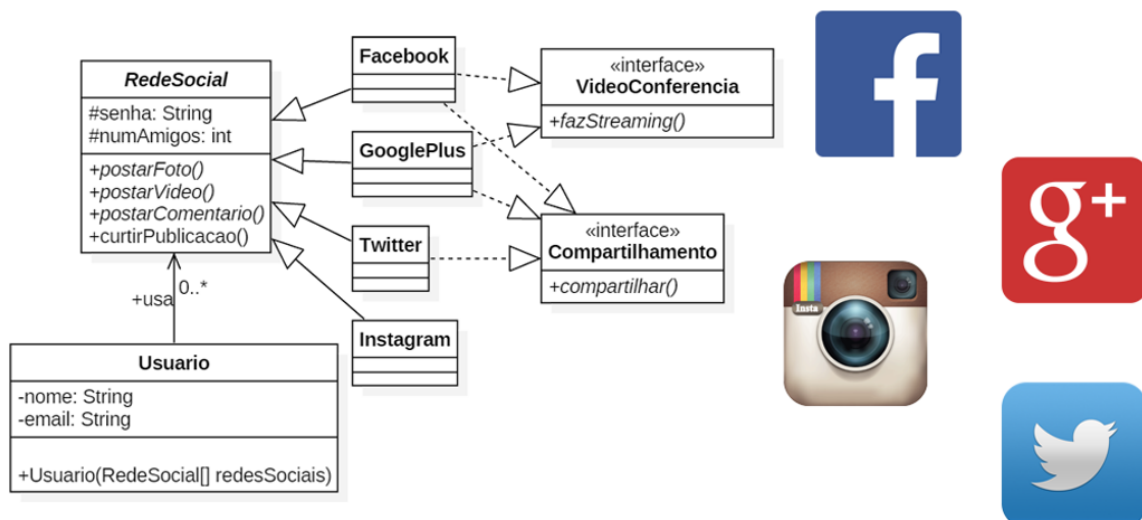 RedeSocial
#senha: String
#numAmigos: int
+postarFoto()
+postarVideo()
+postarComentario()
+curtirPublicacao()
Facebook
GooglePlus
Twitter
Instagram
«interface»
VideoConferencia
+fazStreaming()
«interface»
Compartilhamento
+compartilhar()
+usa
0..*
Usuario
-nome: String
-email: String
+Usuario(RedeSocial[] redesSociais)
f
g+
Insta